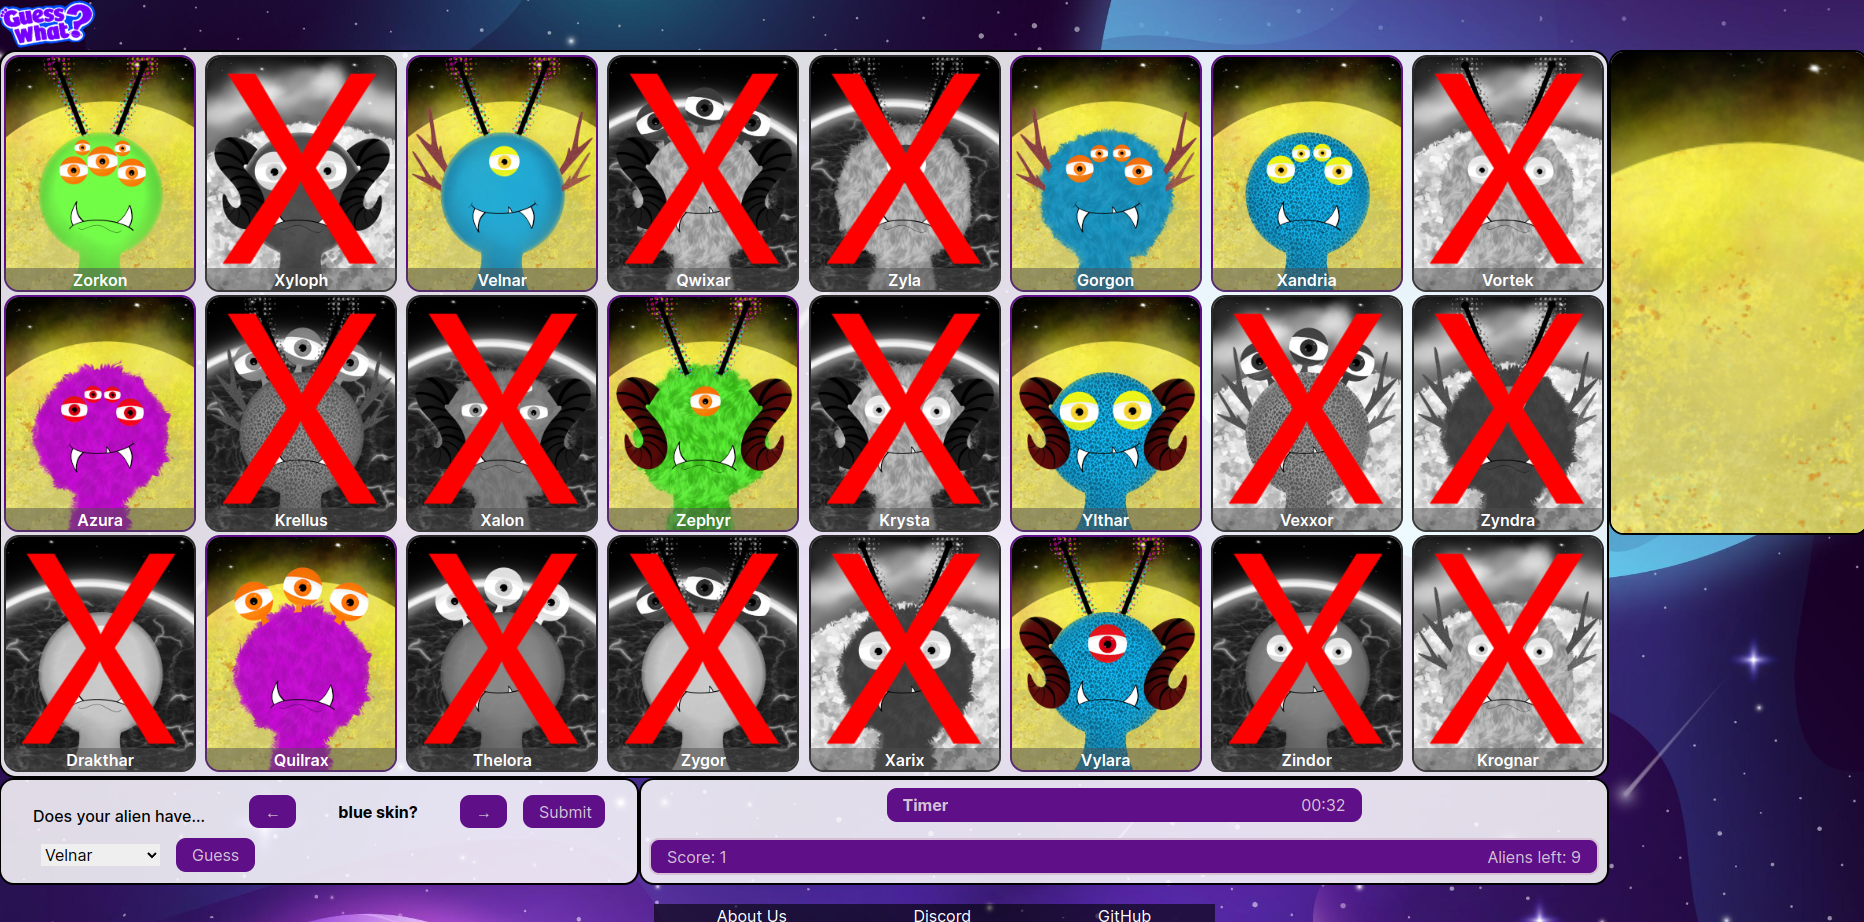 Guess
What?
Zorkon
Xyloph
Velnar
Qwixar
Zyla
Gorgon
Xandria
Vortek
Azura
Krellus
Xalon
Zephyr
Krysta
Ylthar
Vexxor
Zyndra
Drakthar
Quilrax
Thelora
Zygor
Xarix
Vylara
Zindor
Krognar
Does your alien have...
←
blue skin?
→
Submit
Velnar
Guess
Timer 00:32
Score: 1 Aliens left: 9
About Us Discord GitHub